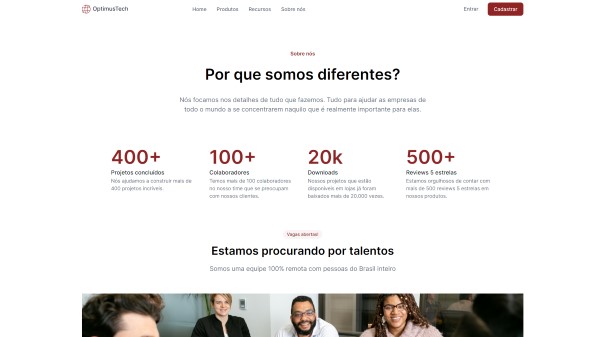 OptimusTech
Home Produtos Recursos Sobre nós
Entrar Cadastrar
Sobre nós
Por que somos diferentes?
Nós focamos nos detalhes de tudo que fazemos. Tudo para ajudar as empresas de
todo o mundo a se concentrarem naquilo que é realmente importante para elas.
400+
Projetos concluídos
Nós ajudamos a construir mais de
400 projetos incríveis.
100+
Colaboradores
Temos mais de 100 colaboradores
no nosso time que se preocupam
com nossos clientes.
20k
Downloads
Nossos projetos que estão
disponíveis em lojas já foram
baixados mais de 20.000 vezes.
500+
Reviews 5 estrelas
Estamos orgulhosos de contar com
mais de 500 reviews 5 estrelas em
nossos produtos.
Vagas abertas!
Estamos procurando por talentos
Somos uma equipe 100% remota com pessoas do Brasil inteiro